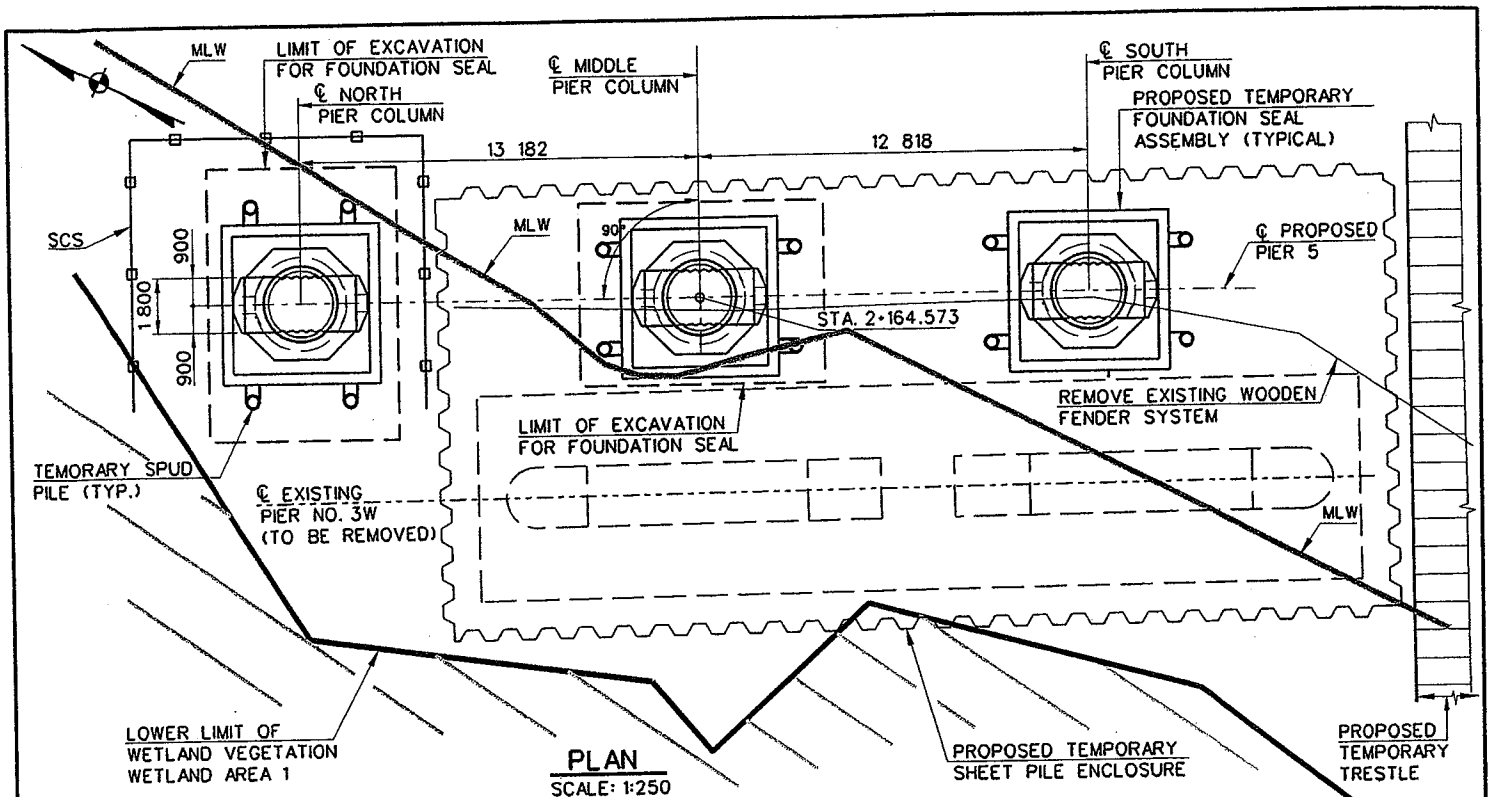 MLW
LIMIT OF EXCAVATION
FOR FOUNDATION SEAL
℄ NORTH
PIER COLUMN
℄ MIDDLE
PIER COLUMN
℄ SOUTH
PIER COLUMN
PROPOSED TEMPORARY
FOUNDATION SEAL
ASSEMBLY (TYPICAL)
13 182
12 818
SCS
900
1 800
900
MLW
90°
℄ PROPOSED
PIER 5
STA. 2+164.573
REMOVE EXISTING WOODEN
FENDER SYSTEM
LIMIT OF EXCAVATION
FOR FOUNDATION SEAL
TEMORARY SPUD
PILE (TYP.)
℄ EXISTING
PIER NO. 3W
(TO BE REMOVED)
MLW
LOWER LIMIT OF
WETLAND VEGETATION
WETLAND AREA 1
PLAN
SCALE: 1:250
PROPOSED TEMPORARY
SHEET PILE ENCLOSURE
PROPOSED
TEMPORARY
TRESTLE